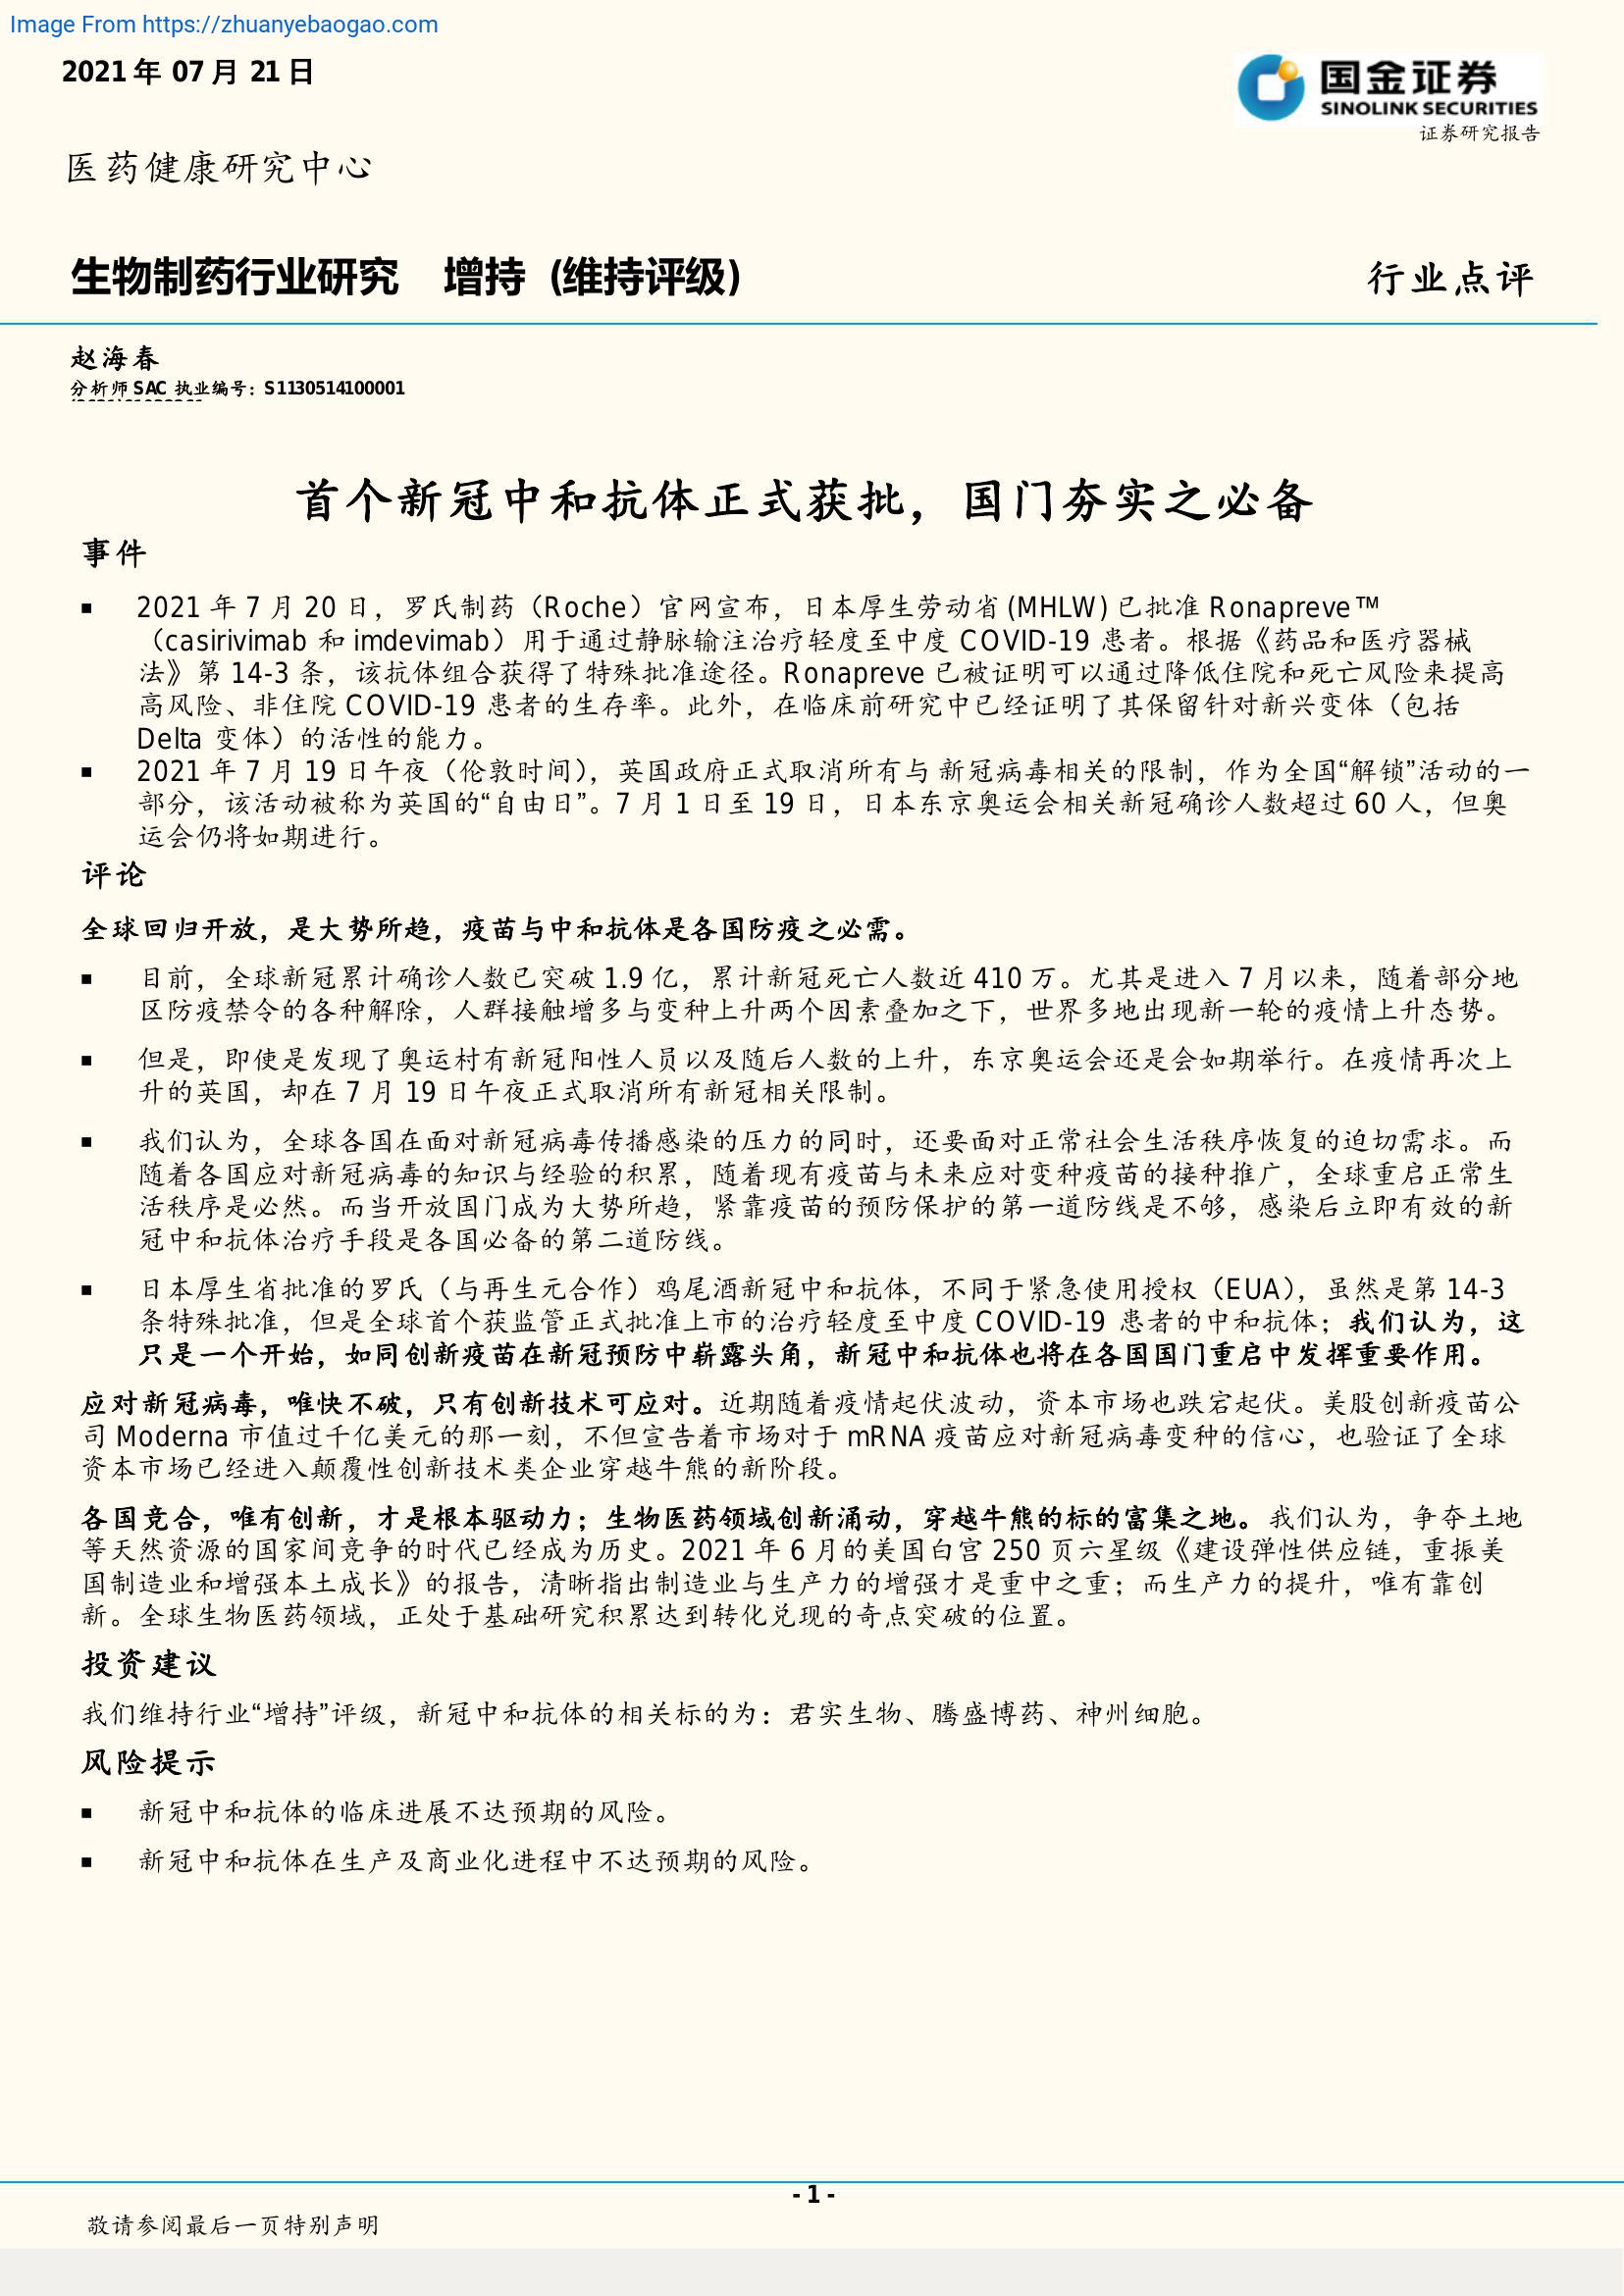 Image From https://zhuanyebaogao.com
2021 年 07 月 21 日
国金证券
SINOLINK SECURITIES
证券研究报告
医药健康研究中心
生物制药行业研究 增持 (维持评级)
行业点评
赵海春
分析师 SAC 执业编号：S1130514100001
首个新冠中和抗体正式获批，国门夯实之必备
事件
■ 2021 年 7 月 20 日，罗氏制药（Roche）官网宣布，日本厚生劳动省 (MHLW) 已批准 Ronapreve™
（casirivimab 和 imdevimab）用于通过静脉输注治疗轻度至中度 COVID-19 患者。根据《药品和医疗器械
法》第 14-3 条，该抗体组合获得了特殊批准途径。Ronapreve 已被证明可以通过降低住院和死亡风险来提高
高风险、非住院 COVID-19 患者的生存率。此外，在临床前研究中已经证明了其保留针对新兴变体（包括
Delta 变体）的活性的能力。
■ 2021 年 7 月 19 日午夜（伦敦时间），英国政府正式取消所有与 新冠病毒相关的限制，作为全国“解锁”活动的一
部分，该活动被称为英国的“自由日”。7 月 1 日至 19 日，日本东京奥运会相关新冠确诊人数超过 60 人，但奥
运会仍将如期进行。
评论
全球回归开放，是大势所趋，疫苗与中和抗体是各国防疫之必需。
■ 目前，全球新冠累计确诊人数已突破 1.9 亿，累计新冠死亡人数近 410 万。尤其是进入 7 月以来，随着部分地
区防疫禁令的各种解除，人群接触增多与变种上升两个因素叠加之下，世界多地出现新一轮的疫情上升态势。
■ 但是，即使是发现了奥运村有新冠阳性人员以及随后人数的上升，东京奥运会还是会如期举行。在疫情再次上
升的英国，却在 7 月 19 日午夜正式取消所有新冠相关限制。
■ 我们认为，全球各国在面对新冠病毒传播感染的压力的同时，还要面对正常社会生活秩序恢复的迫切需求。而
随着各国应对新冠病毒的知识与经验的积累，随着现有疫苗与未来应对变种疫苗的接种推广，全球重启正常生
活秩序是必然。而当开放国门成为大势所趋，紧靠疫苗的预防保护的第一道防线是不够，感染后立即有效的新
冠中和抗体治疗手段是各国必备的第二道防线。
■ 日本厚生省批准的罗氏（与再生元合作）鸡尾酒新冠中和抗体，不同于紧急使用授权（EUA），虽然是第 14-3
条特殊批准，但是全球首个获监管正式批准上市的治疗轻度至中度 COVID-19 患者的中和抗体；我们认为，这
只是一个开始，如同创新疫苗在新冠预防中崭露头角，新冠中和抗体也将在各国国门重启中发挥重要作用。
应对新冠病毒，唯快不破，只有创新技术可应对。近期随着疫情起伏波动，资本市场也跌宕起伏。美股创新疫苗公
司 Moderna 市值过千亿美元的那一刻，不但宣告着市场对于 mRNA 疫苗应对新冠病毒变种的信心，也验证了全球
资本市场已经进入颠覆性创新技术类企业穿越牛熊的新阶段。
各国竞合，唯有创新，才是根本驱动力；生物医药领域创新涌动，穿越牛熊的标的富集之地。我们认为，争夺土地
等天然资源的国家间竞争的时代已经成为历史。2021 年 6 月的美国白宫 250 页六星级《建设弹性供应链，重振美
国制造业和增强本土成长》的报告，清晰指出制造业与生产力的增强才是重中之重；而生产力的提升，唯有靠创
新。全球生物医药领域，正处于基础研究积累达到转化兑现的奇点突破的位置。
投资建议
我们维持行业“增持”评级，新冠中和抗体的相关标的为：君实生物、腾盛博药、神州细胞。
风险提示
■ 新冠中和抗体的临床进展不达预期的风险。
■ 新冠中和抗体在生产及商业化进程中不达预期的风险。
- 1 -
敬请参阅最后一页特别声明